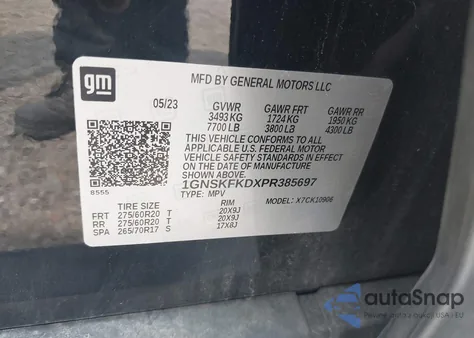 gm
MFD BY GENERAL MOTORS LLC
05/23 GVWR GAWR FRT GAWR RR
3493 KG 1724 KG 1950 KG
7700 LB 3800 LB 4300 LB
THIS VEHICLE CONFORMS TO ALL
APPLICABLE U.S. FEDERAL MOTOR
VEHICLE SAFETY STANDARDS IN EFFECT
ON THE DATE OF MANUFACTURE
SHOWN ABOVE.
1GNSKFKDXPR385697
8555 TYPE: MPV MODEL: X7CK10906
TIRE SIZE RIM
FRT 275/60R20 T 20X9J
RR 275/60R20 T 20X9J
SPA 265/70R17 S 17X8J
autaSnap
USA - EU